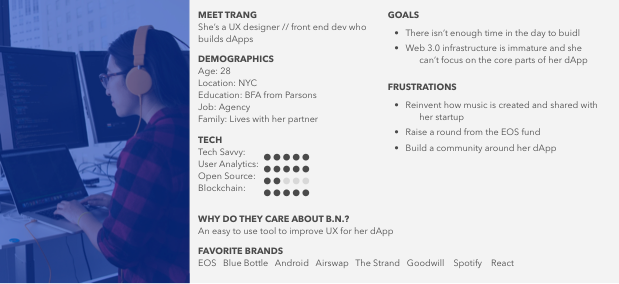 MEET TRANG
She's a UX designer // front end dev who
builds dApps
DEMOGRAPHICS
Age: 28
Location: NYC
Education: BFA from Parsons
Job: Agency
Family: Lives with her partner
TECH
Tech Savvy:
User Analytics:
Open Source:
Blockchain:
WHY DO THEY CARE ABOUT B.N.?
An easy to use tool to improve UX for her dApp
FAVORITE BRANDS
EOS Blue Bottle Android Airswap The Strand Goodwill Spotify React
GOALS
• There isn't enough time in the day to buidl
• Web 3.0 infrastructure is immature and she
can't focus on the core parts of her dApp
FRUSTRATIONS
• Reinvent how music is created and shared with
her startup
• Raise a round from the EOS fund
• Build a community around her dApp